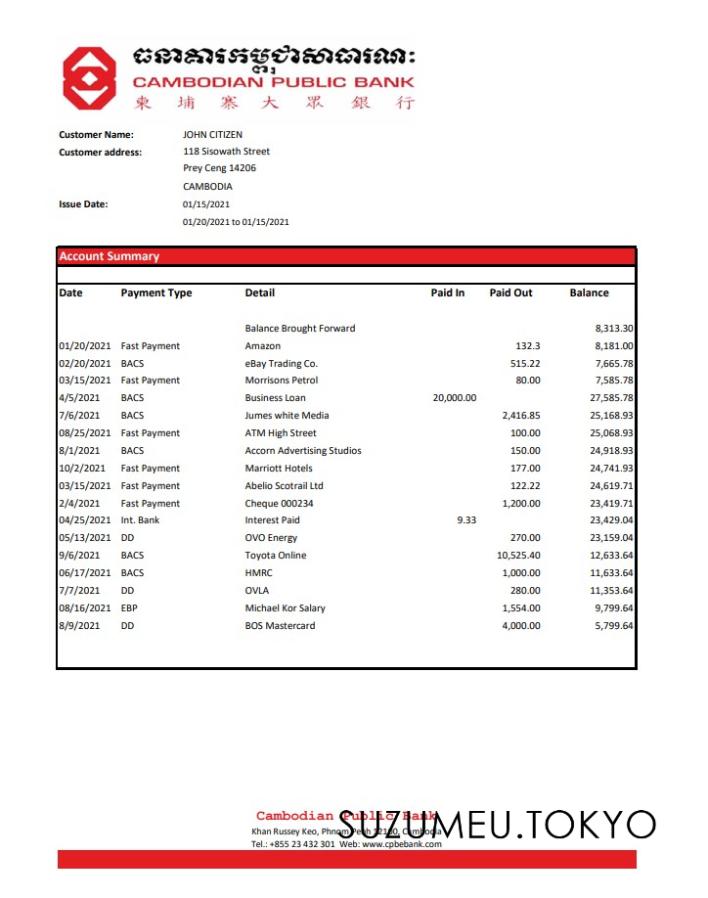 ធនាគារកម្ពុជាសាធារណៈ
CAMBODIAN PUBLIC BANK
柬 埔 寨 大 眾 銀 行
Customer Name: JOHN CITIZEN
Customer address: 118 Sisowath Street
Prey Ceng 14206
CAMBODIA
Issue Date: 01/15/2021
01/20/2021 to 01/15/2021
Account Summary
Date Payment Type Detail Paid In Paid Out Balance
Balance Brought Forward 8,313.30
01/20/2021 Fast Payment Amazon 132.3 8,181.00
02/20/2021 BACS eBay Trading Co. 515.22 7,665.78
03/15/2021 Fast Payment Morrisons Petrol 80.00 7,585.78
4/5/2021 BACS Business Loan 20,000.00 27,585.78
7/6/2021 BACS Jumes white Media 2,416.85 25,168.93
08/25/2021 Fast Payment ATM High Street 100.00 25,068.93
8/1/2021 BACS Accorn Advertising Studios 150.00 24,918.93
10/2/2021 Fast Payment Marriott Hotels 177.00 24,741.93
03/15/2021 Fast Payment Abelio Scotrail Ltd 122.22 24,619.71
2/4/2021 Fast Payment Cheque 000234 1,200.00 23,419.71
04/25/2021 Int. Bank Interest Paid 9.33 23,429.04
05/13/2021 DD OVO Energy 270.00 23,159.04
9/6/2021 BACS Toyota Online 10,525.40 12,633.64
06/17/2021 BACS HMRC 1,000.00 11,633.64
7/7/2021 DD OVLA 280.00 11,353.64
08/16/2021 EBP Michael Kor Salary 1,554.00 9,799.64
8/9/2021 DD BOS Mastercard 4,000.00 5,799.64
Cambodian Public Bank
SUZUMEU.TOKYO
Khan Russey Keo, Phnom Penh 12100, Cambodia
Tel.: +855 23 432 301 Web: www.cpbebank.com